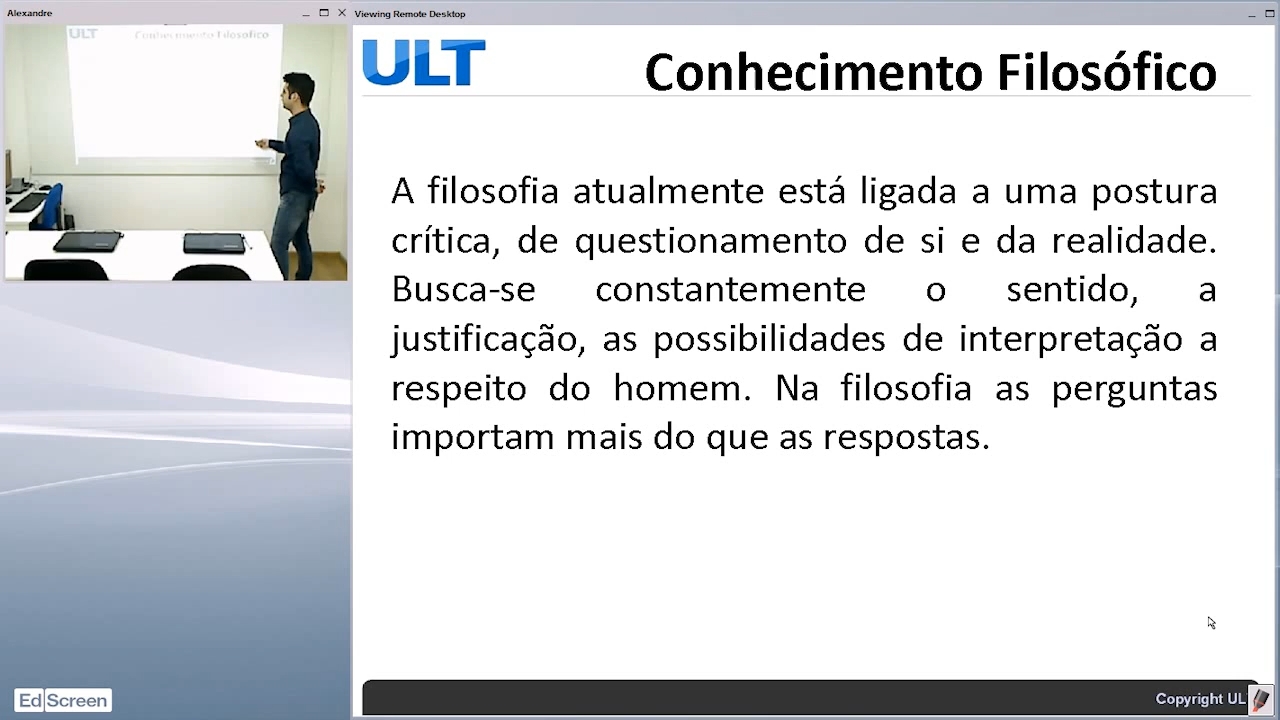 Alexandre
Viewing Remote Desktop
ULT
Conhecimento Filosófico
ULT
Conhecimento Filosófico
A filosofia atualmente está ligada a uma postura
crítica, de questionamento de si e da realidade.
Busca-se constantemente o sentido, a
justificação, as possibilidades de interpretação a
respeito do homem. Na filosofia as perguntas
importam mais do que as respostas.
EdScreen
Copyright UL